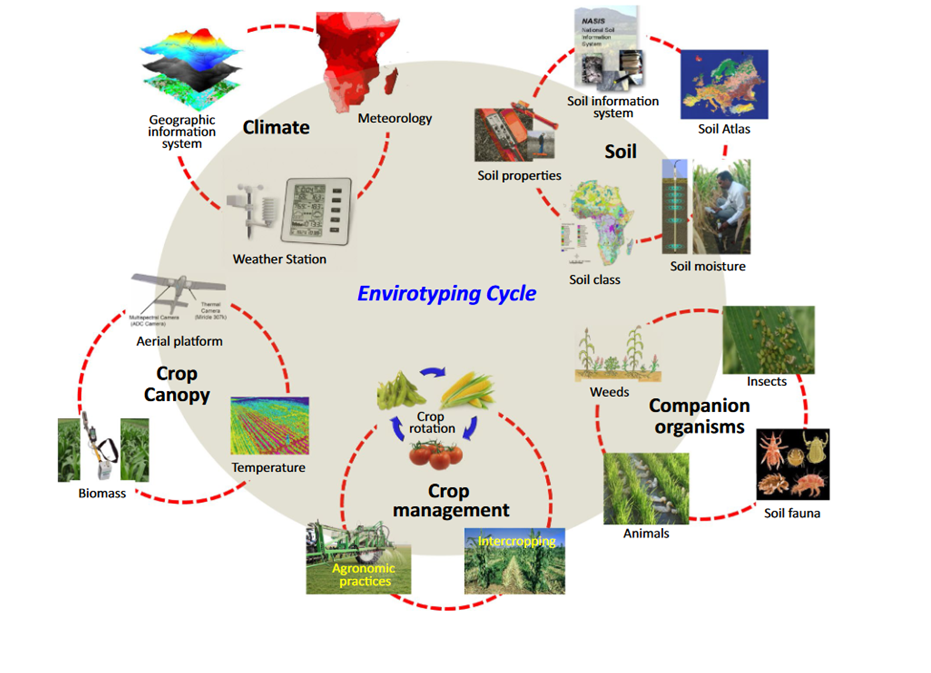 NASIS
National Soil
Information
System
Soil information
system
Soil Atlas
Geographic
information
system
Climate
Meteorology
Soil
Soil properties
Weather Station
Soil class
Soil moisture
Envirotyping Cycle
Thermal
Camera
Multispectral Camera
(ADC Camera)
Aerial platform
Crop
Canopy
Temperature
Biomass
Crop
rotation
Crop
management
Agronomic
practices
Intercropping
Weeds
Insects
Companion
organisms
Animals
Soil fauna